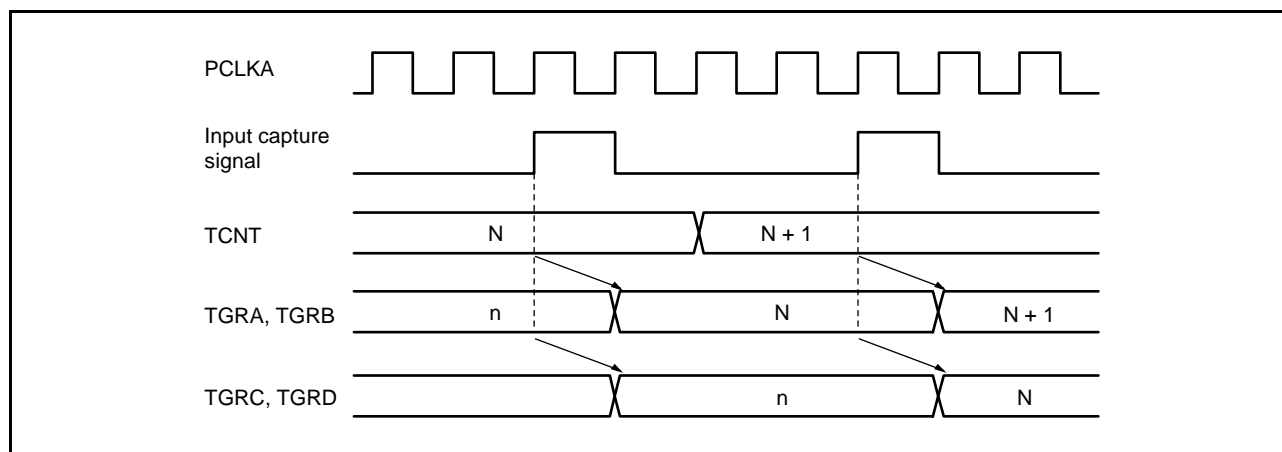 PCLKA
Input capture
signal
TCNT
N
N + 1
TGRA, TGRB
n
N
N + 1
TGRC, TGRD
n
N